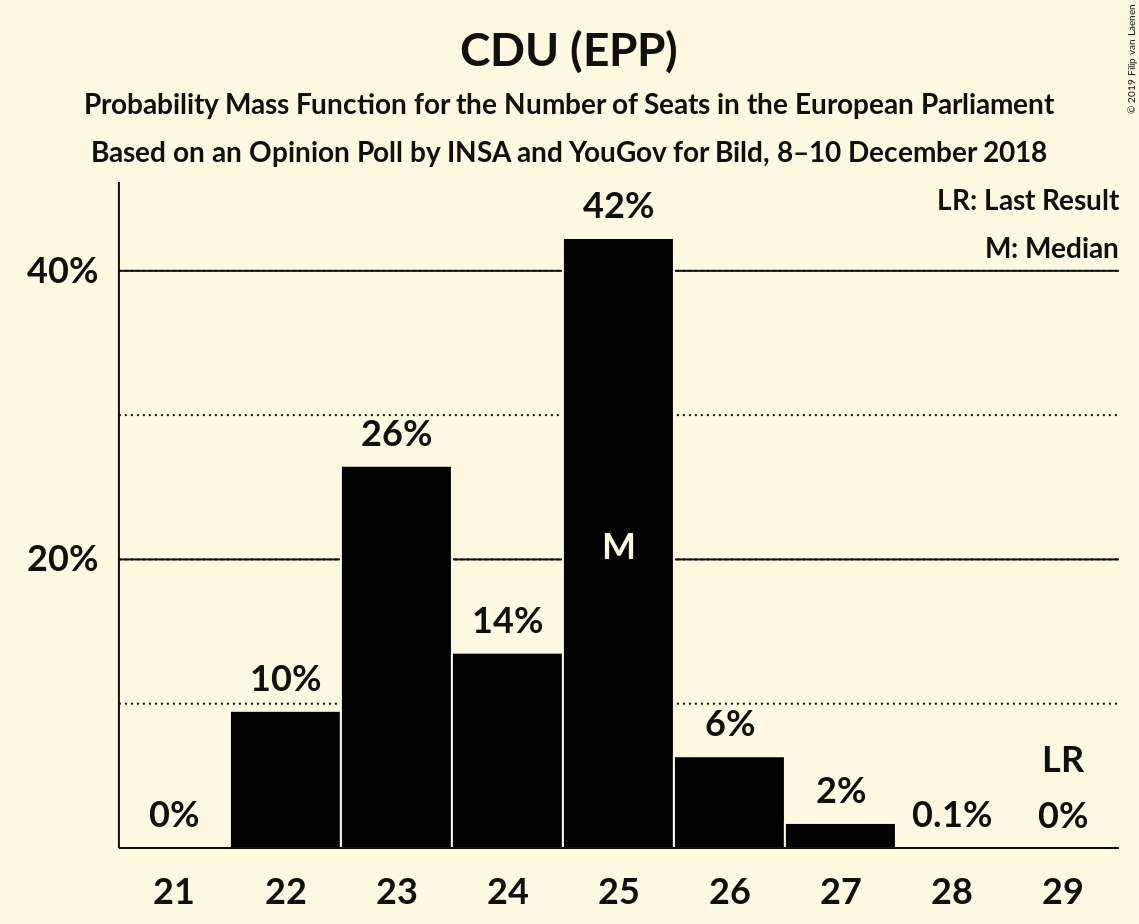 CDU (EPP)
Probability Mass Function for the Number of Seats in the European Parliament
Based on an Opinion Poll by INSA and YouGov for Bild, 8–10 December 2018
© 2019 Filip van Laenen
LR: Last Result
M: Median
40%
20%
0%
10%
26%
14%
42%
M
6%
2%
0.1%
LR
0%
21 22 23 24 25 26 27 28 29